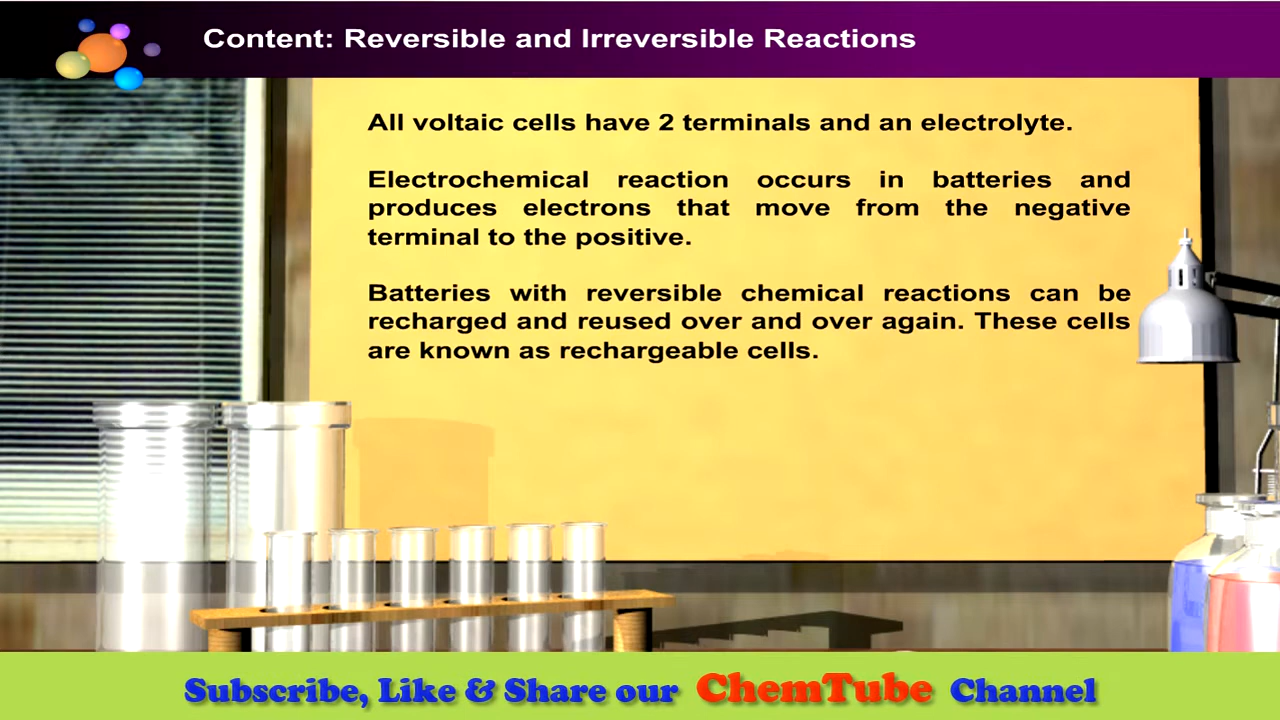 Content: Reversible and Irreversible Reactions
All voltaic cells have 2 terminals and an electrolyte.
Electrochemical reaction occurs in batteries and
produces electrons that move from the negative
terminal to the positive.
Batteries with reversible chemical reactions can be
recharged and reused over and over again. These cells
are known as rechargeable cells.
Subscribe, Like & Share our ChemTube Channel